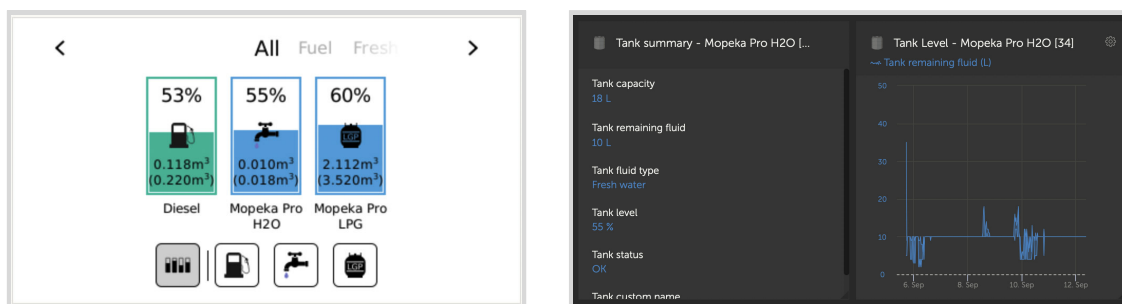 <
All Fuel Fresh
>
53%
55%
60%
LGP
0.118m³
(0.220m³)
0.010m³
(0.018m³)
2.112m³
(3.520m³)
Diesel
Mopeka Pro
H2O
Mopeka Pro
LPG
LGP
Tank summary - Mopeka Pro H2O [...
Tank capacity
18 L
Tank remaining fluid
10 L
Tank fluid type
Fresh water
Tank level
55 %
Tank status
OK
Tank custom name
Tank Level - Mopeka Pro H2O [34]
Tank remaining fluid (L)
50
40
30
20
10
0
6. Sep
8. Sep
10. Sep
12. Sep